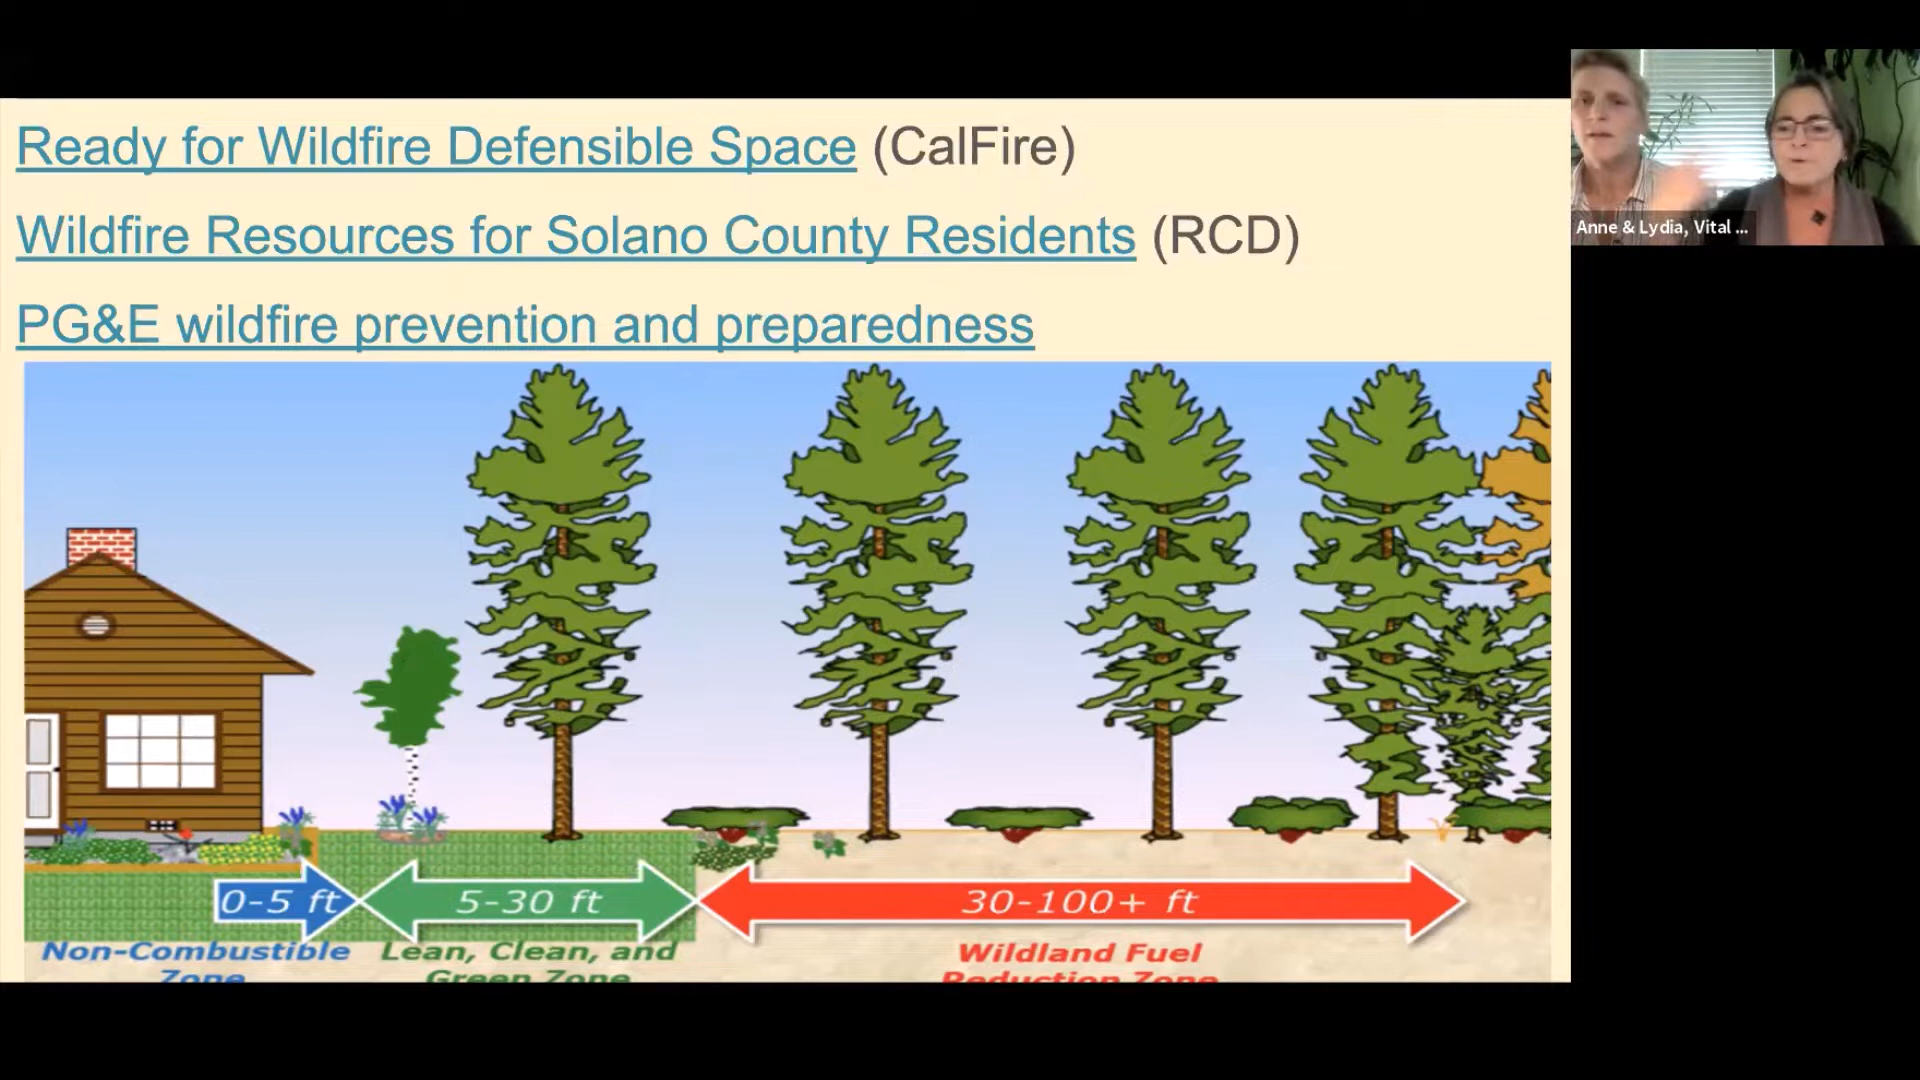 Ready for Wildfire Defensible Space (CalFire)
Wildfire Resources for Solano County Residents (RCD)
PG&E wildfire prevention and preparedness
Anne & Lydia, Vital ...
0-5 ft
5-30 ft
30-100+ ft
Non-Combustible
Zone
Lean, Clean, and
Green Zone
Wildland Fuel
Reduction Zone